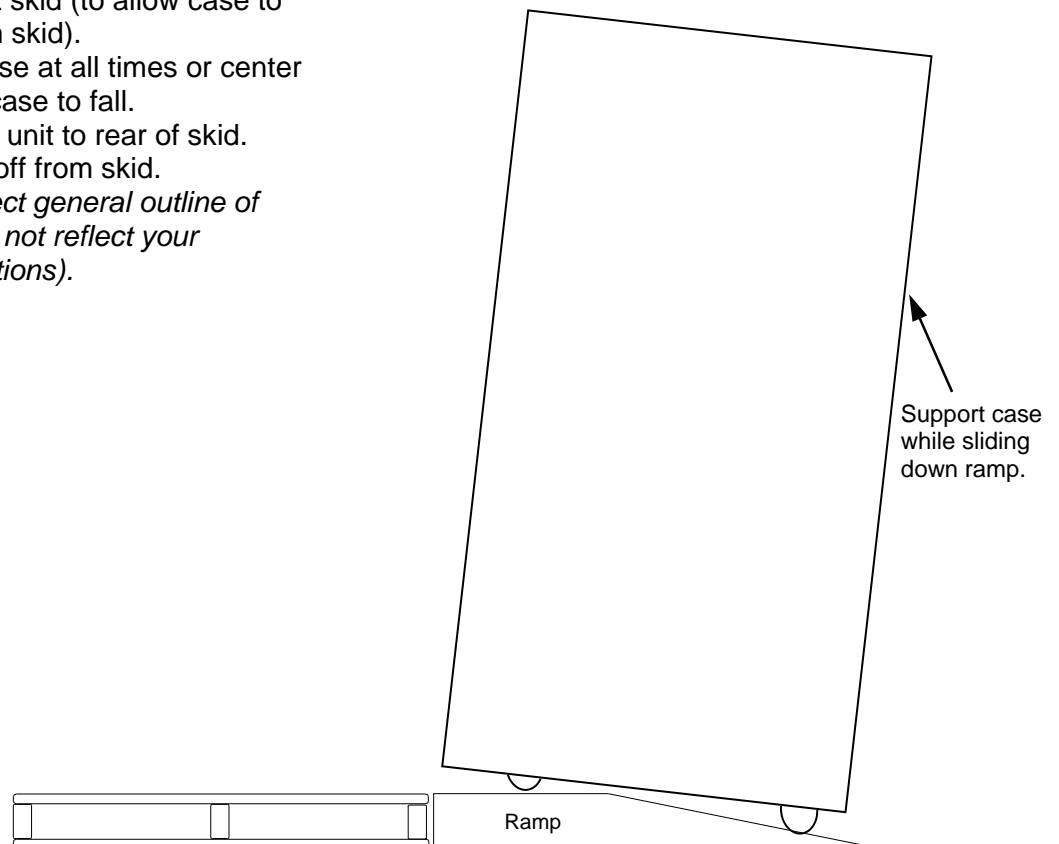 skid (to allow case to
skid).
se at all times or center
case to fall.
unit to rear of skid.
off from skid.
ect general outline of
not reflect your
tions).
Support case
while sliding
down ramp.
Ramp